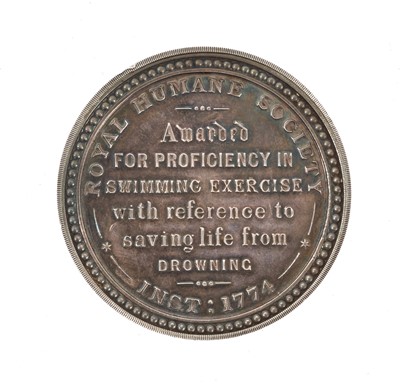 ROYAL HUMANE SOCIETY
Awarded
FOR PROFICIENCY IN
SWIMMING EXERCISE
with reference to
saving life from
DROWNING
INST: 1774